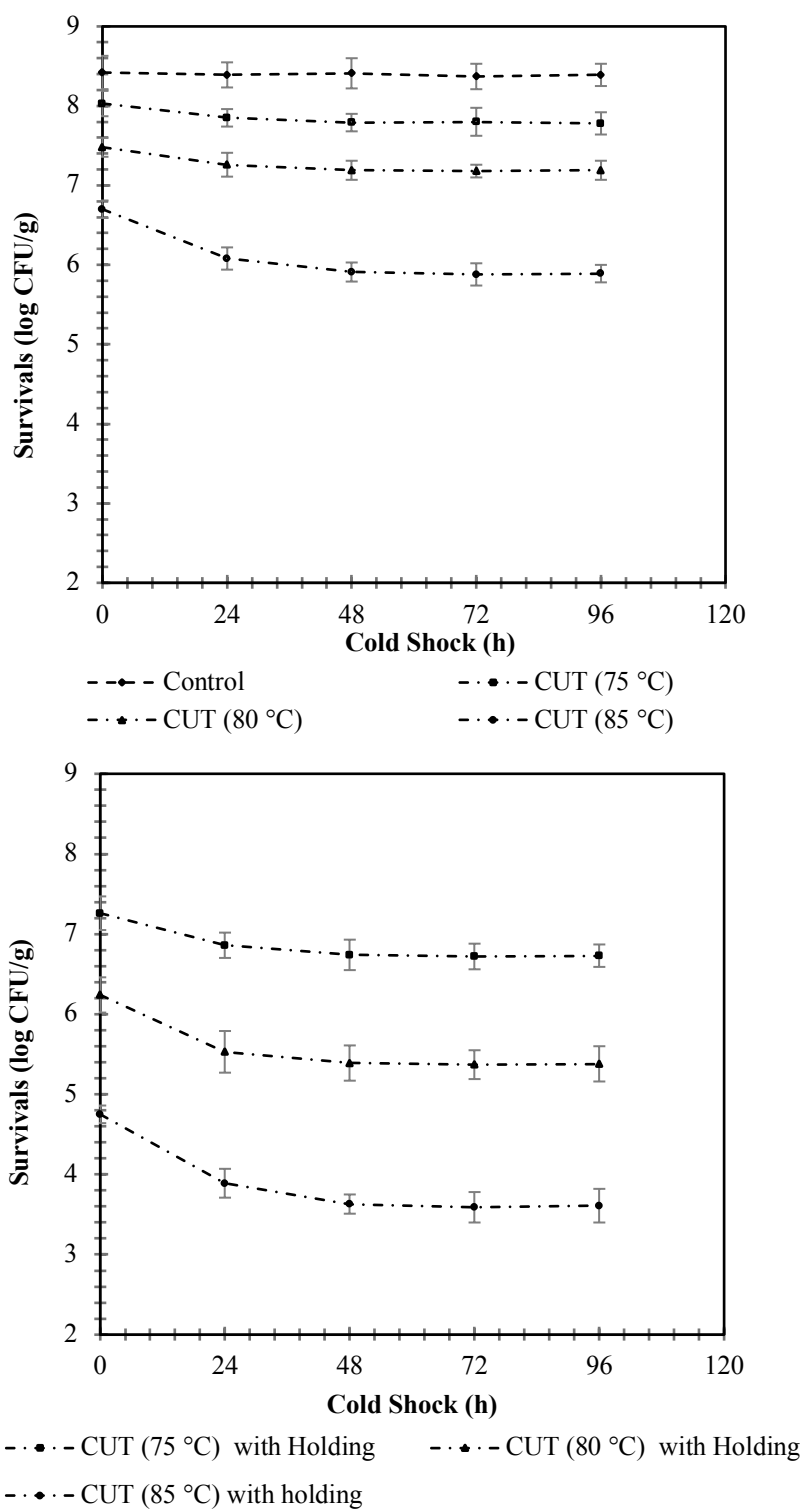 9
8
7
6
5
4
3
2
Survivals (log CFU/g)
0 24 48 72 96 120
Cold Shock (h)
Control CUT (75 °C)
CUT (80 °C) CUT (85 °C)
9
8
7
6
5
4
3
2
Survivals (log CFU/g)
0 24 48 72 96 120
Cold Shock (h)
CUT (75 °C) with Holding CUT (80 °C) with Holding
CUT (85 °C) with holding